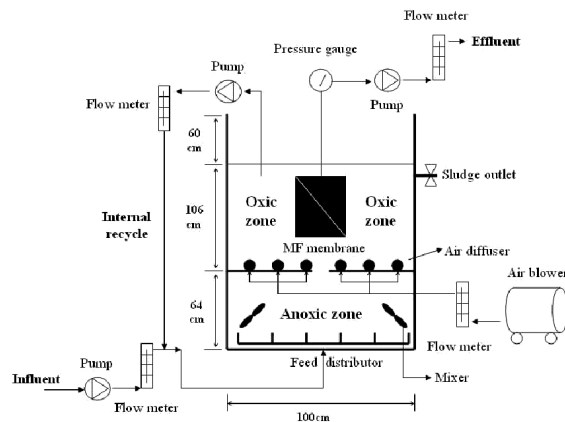 Flow meter
Effluent
Pressure gauge
Pump
Pump
Flow meter
60
cm
Sludge outlet
Oxic
zone
Oxic
zone
106
cm
Internal
recycle
MF membrane
Air diffuser
Air blower
64
cm
Anoxic zone
Flow meter
Pump
Feed distributor
Influent
Mixer
Flow meter
100cm